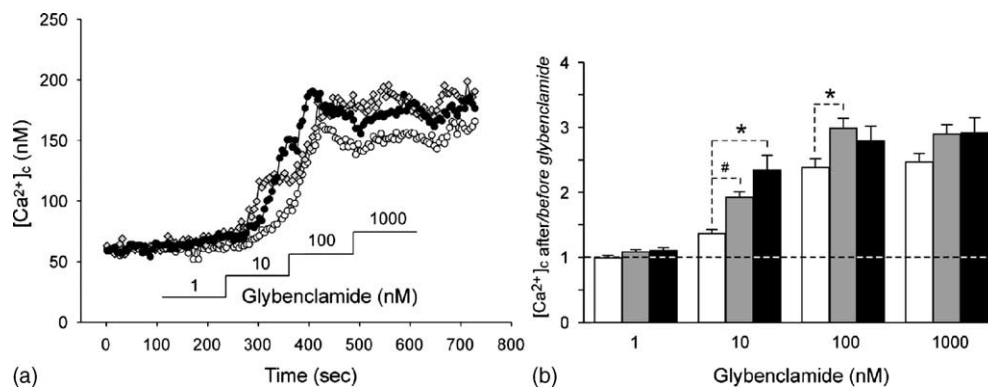 [Ca²⁺]c (nM)
250
200
150
100
50
0
1
10
100
1000
Glybenclamide (nM)
0 100 200 300 400 500 600 700 800
Time (sec)
(a)
[Ca²⁺]c after/before glybenclamide
4
3
2
1
0
#
*
*
1 10 100 1000
Glybenclamide (nM)
(b)